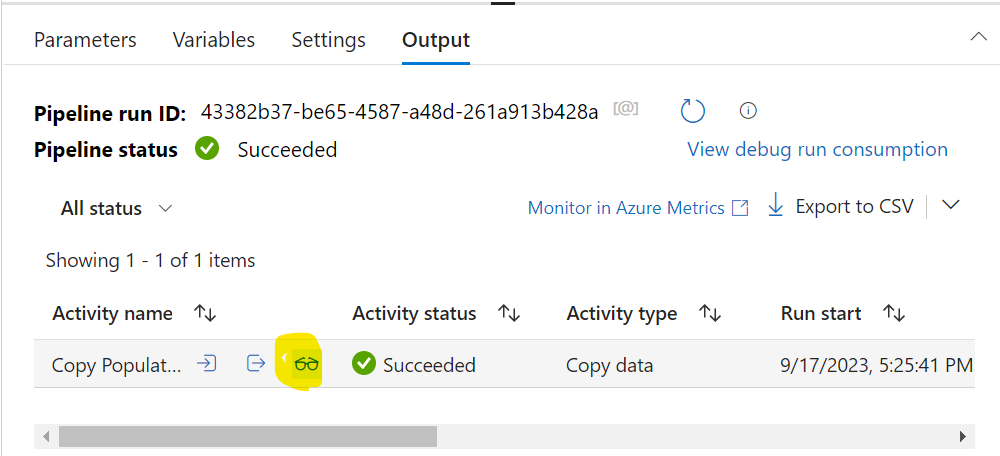 Parameters Variables Settings Output
Pipeline run ID: 43382b37-be65-4587-a48d-261a913b428a [@]
Pipeline status Succeeded View debug run consumption
All status Monitor in Azure Metrics Export to CSV
Showing 1 - 1 of 1 items
Activity name Activity status Activity type Run start
Copy Populat... Succeeded Copy data 9/17/2023, 5:25:41 PM